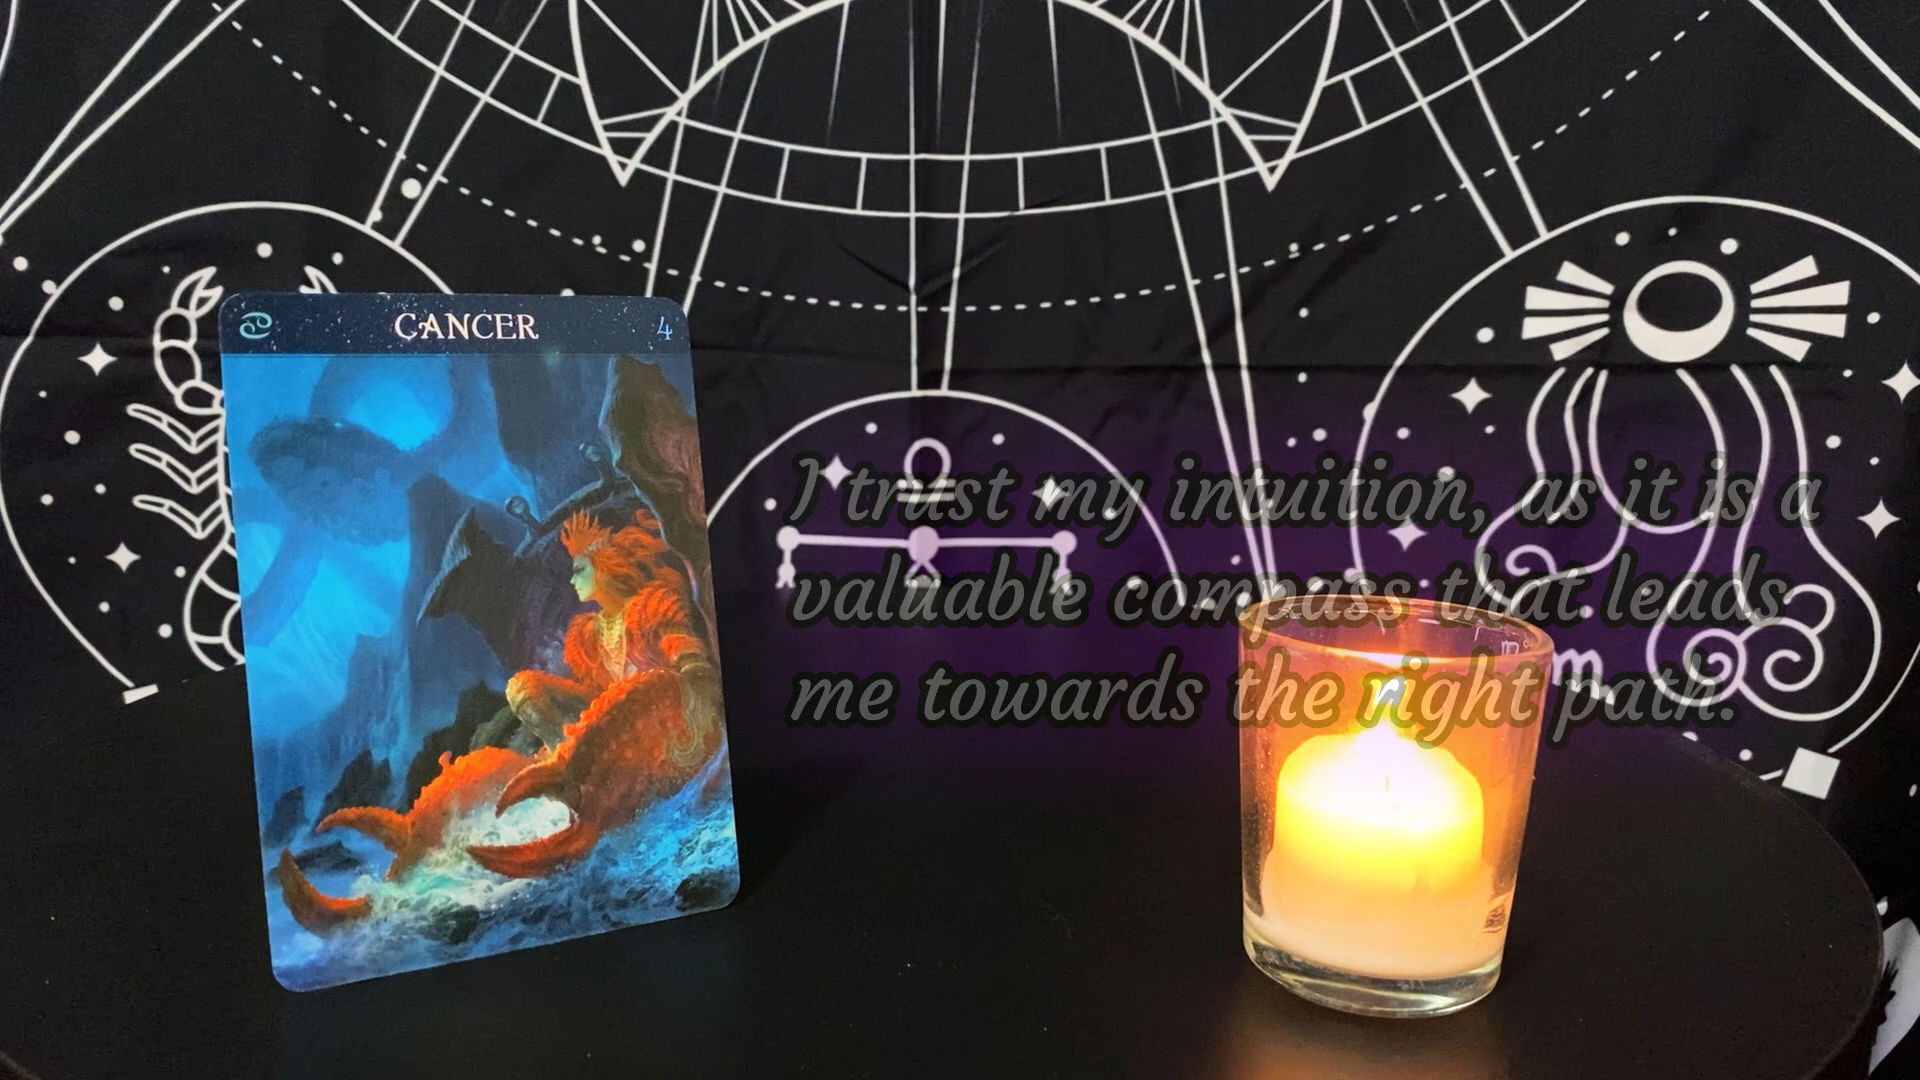 ♋ CANCER 4
I trust my intuition, as it is a
valuable compass that leads
me towards the right path.